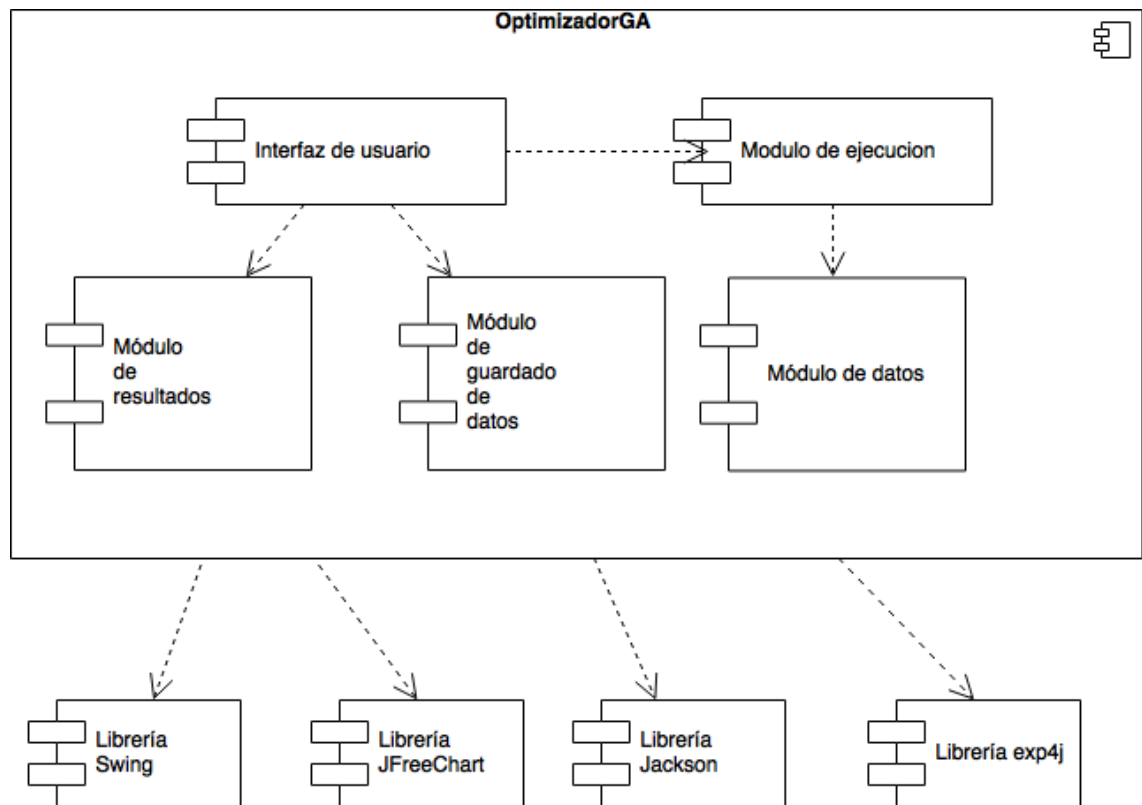 OptimizadorGA
Interfaz de usuario
Modulo de ejecucion
Módulo
de
resultados
Módulo
de
guardado
de
datos
Módulo de datos
Librería
Swing
Librería
JFreeChart
Librería
Jackson
Librería exp4j